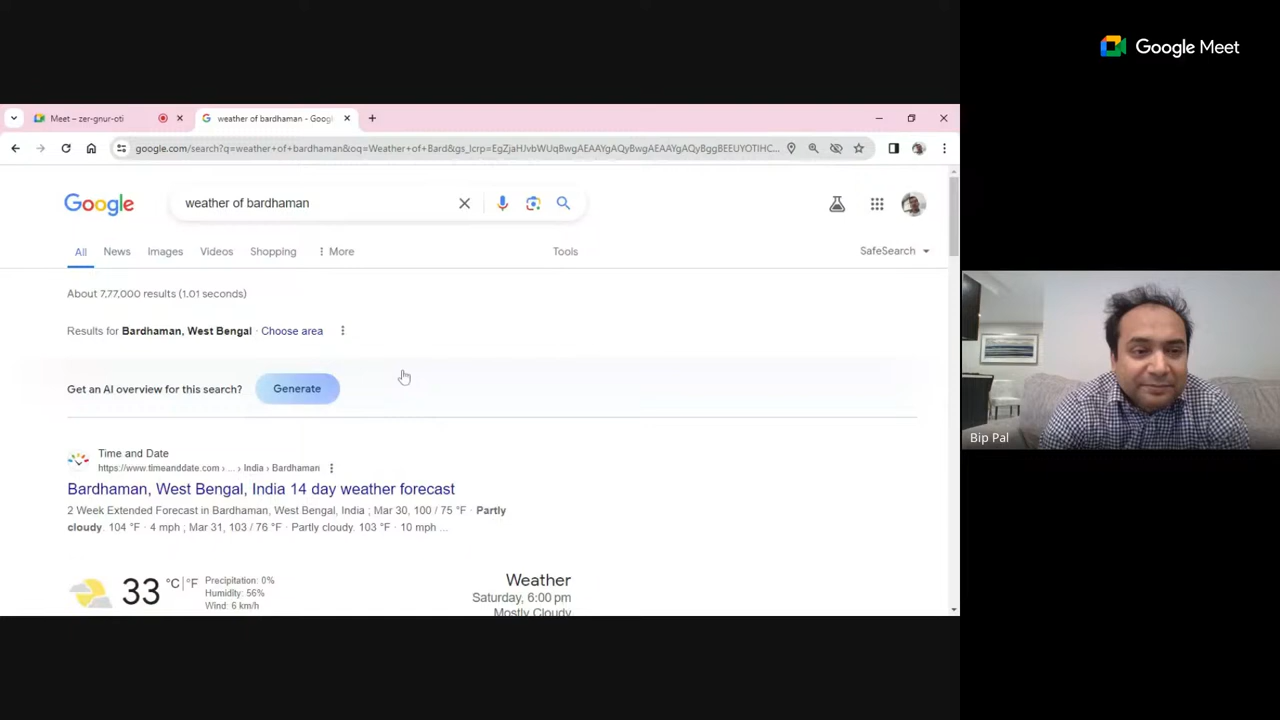 Google Meet
Meet – zer-gnur-oti
weather of bardhaman - Goog
google.com/search?q=weather+of+bardhaman&oq=Weather+of+Bard&gs_lcrp=EgZjaHJvbWUqBwgAEAAYgAQyBwgAEAAYgAQyBggBEEUYOTIHC...
Google
weather of bardhaman
All
News
Images
Videos
Shopping
More
Tools
SafeSearch
About 7,77,000 results (1.01 seconds)
Results for Bardhaman, West Bengal · Choose area
Get an AI overview for this search?
Generate
Time and Date
https://www.timeanddate.com › ... › India › Bardhaman
Bardhaman, West Bengal, India 14 day weather forecast
2 Week Extended Forecast in Bardhaman, West Bengal, India ; Mar 30, 100 / 75 °F · Partly
cloudy. 104 °F · 4 mph ; Mar 31, 103 / 76 °F · Partly cloudy. 103 °F · 10 mph ...
33 °C | °F
Precipitation: 0%
Humidity: 56%
Wind: 6 km/h
Weather
Saturday, 6:00 pm
Mostly Cloudy
Bip Pal